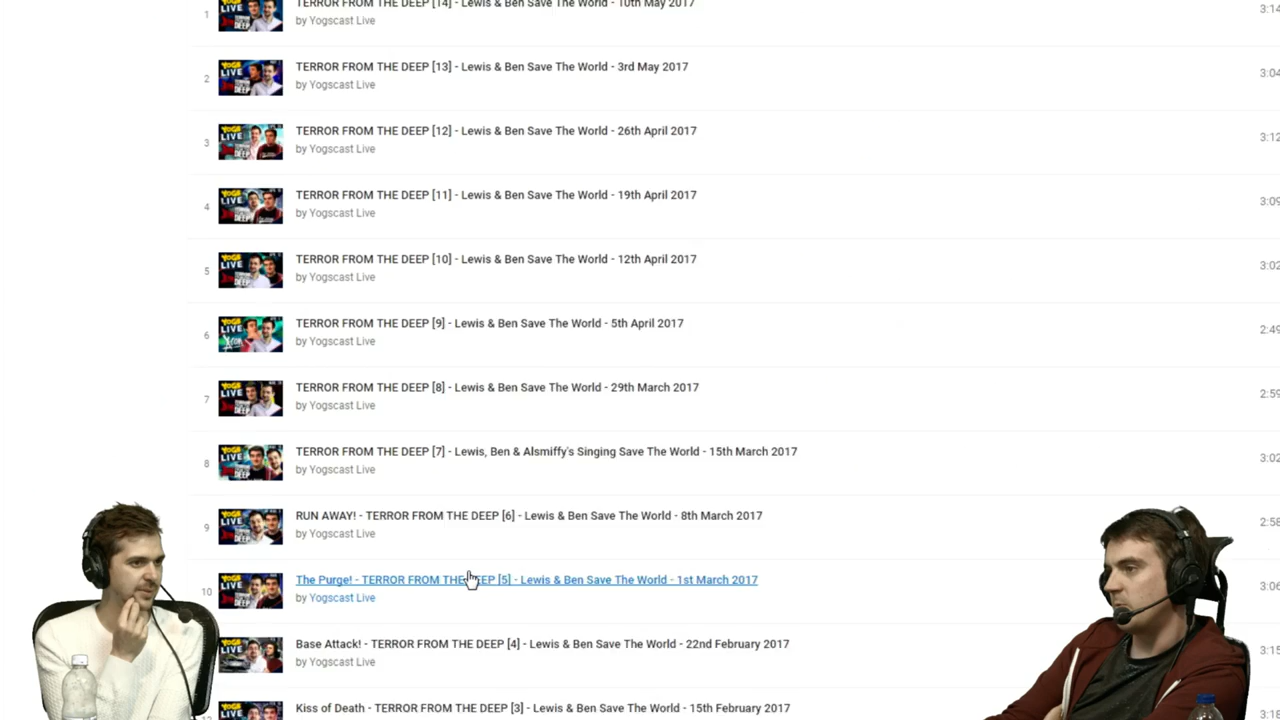 1
TERROR FROM THE DEEP [14] - Lewis & Ben Save The World - 10th May 2017
by Yogscast Live
3:14
2
TERROR FROM THE DEEP [13] - Lewis & Ben Save The World - 3rd May 2017
by Yogscast Live
3:04
3
TERROR FROM THE DEEP [12] - Lewis & Ben Save The World - 26th April 2017
by Yogscast Live
3:12
4
TERROR FROM THE DEEP [11] - Lewis & Ben Save The World - 19th April 2017
by Yogscast Live
3:09
5
TERROR FROM THE DEEP [10] - Lewis & Ben Save The World - 12th April 2017
by Yogscast Live
3:02
6
TERROR FROM THE DEEP [9] - Lewis & Ben Save The World - 5th April 2017
by Yogscast Live
2:49
7
TERROR FROM THE DEEP [8] - Lewis & Ben Save The World - 29th March 2017
by Yogscast Live
2:59
8
TERROR FROM THE DEEP [7] - Lewis, Ben & Alsmiffy's Singing Save The World - 15th March 2017
by Yogscast Live
3:02
9
RUN AWAY! - TERROR FROM THE DEEP [6] - Lewis & Ben Save The World - 8th March 2017
by Yogscast Live
2:58
10
The Purge! - TERROR FROM THE DEEP [5] - Lewis & Ben Save The World - 1st March 2017
by Yogscast Live
3:06
Base Attack! - TERROR FROM THE DEEP [4] - Lewis & Ben Save The World - 22nd February 2017
by Yogscast Live
3:15
Kiss of Death - TERROR FROM THE DEEP [3] - Lewis & Ben Save The World - 15th February 2017
3:18